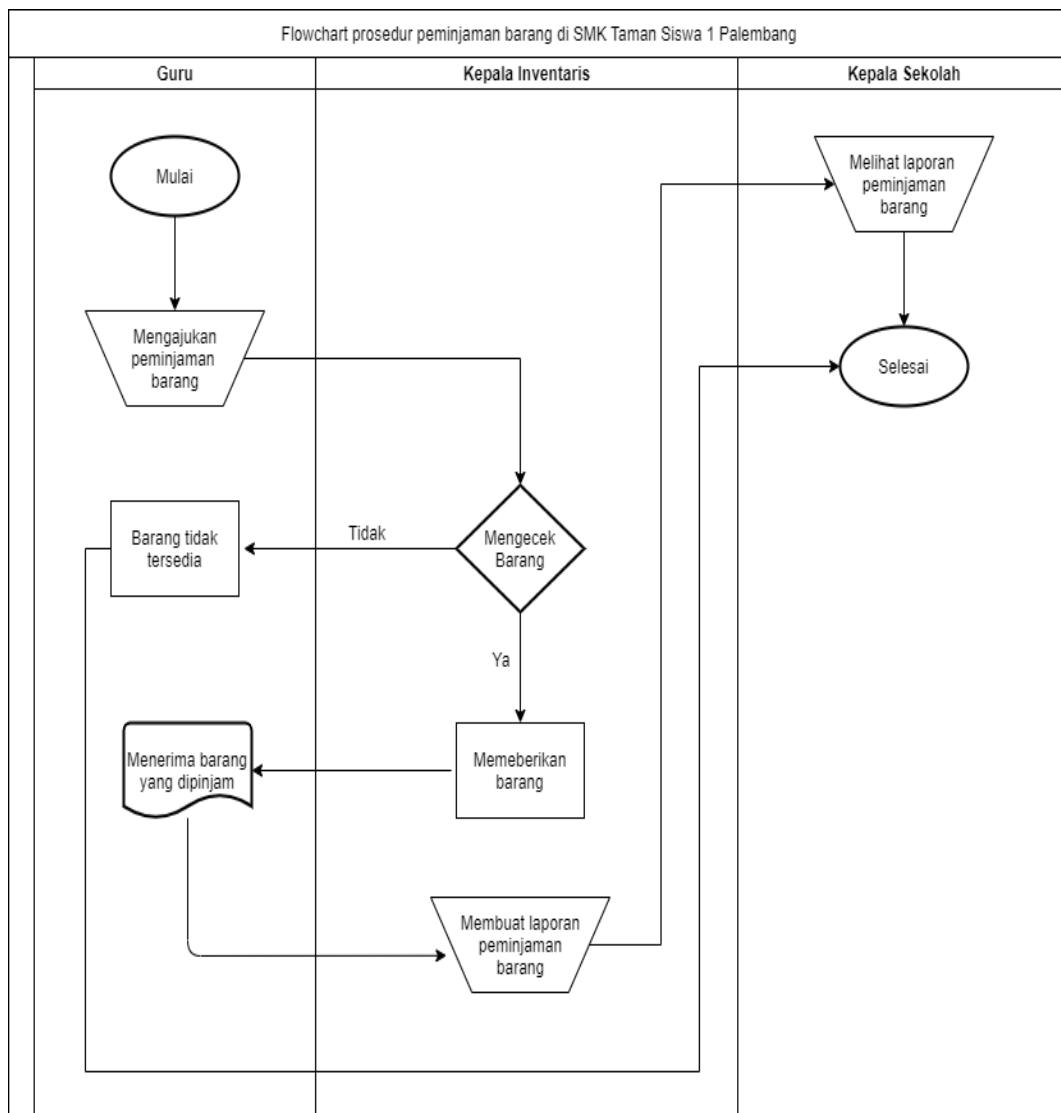 Flowchart prosedur peminjaman barang di SMK Taman Siswa 1 Palembang
Guru
Kepala Inventaris
Kepala Sekolah
Mulai
Melihat laporan
peminjaman
barang
Mengajukan
peminjaman
barang
Selesai
Barang tidak
tersedia
Tidak
Mengecek
Barang
Ya
Menerima barang
yang dipinjam
Memeberikan
barang
Membuat laporan
peminjaman
barang